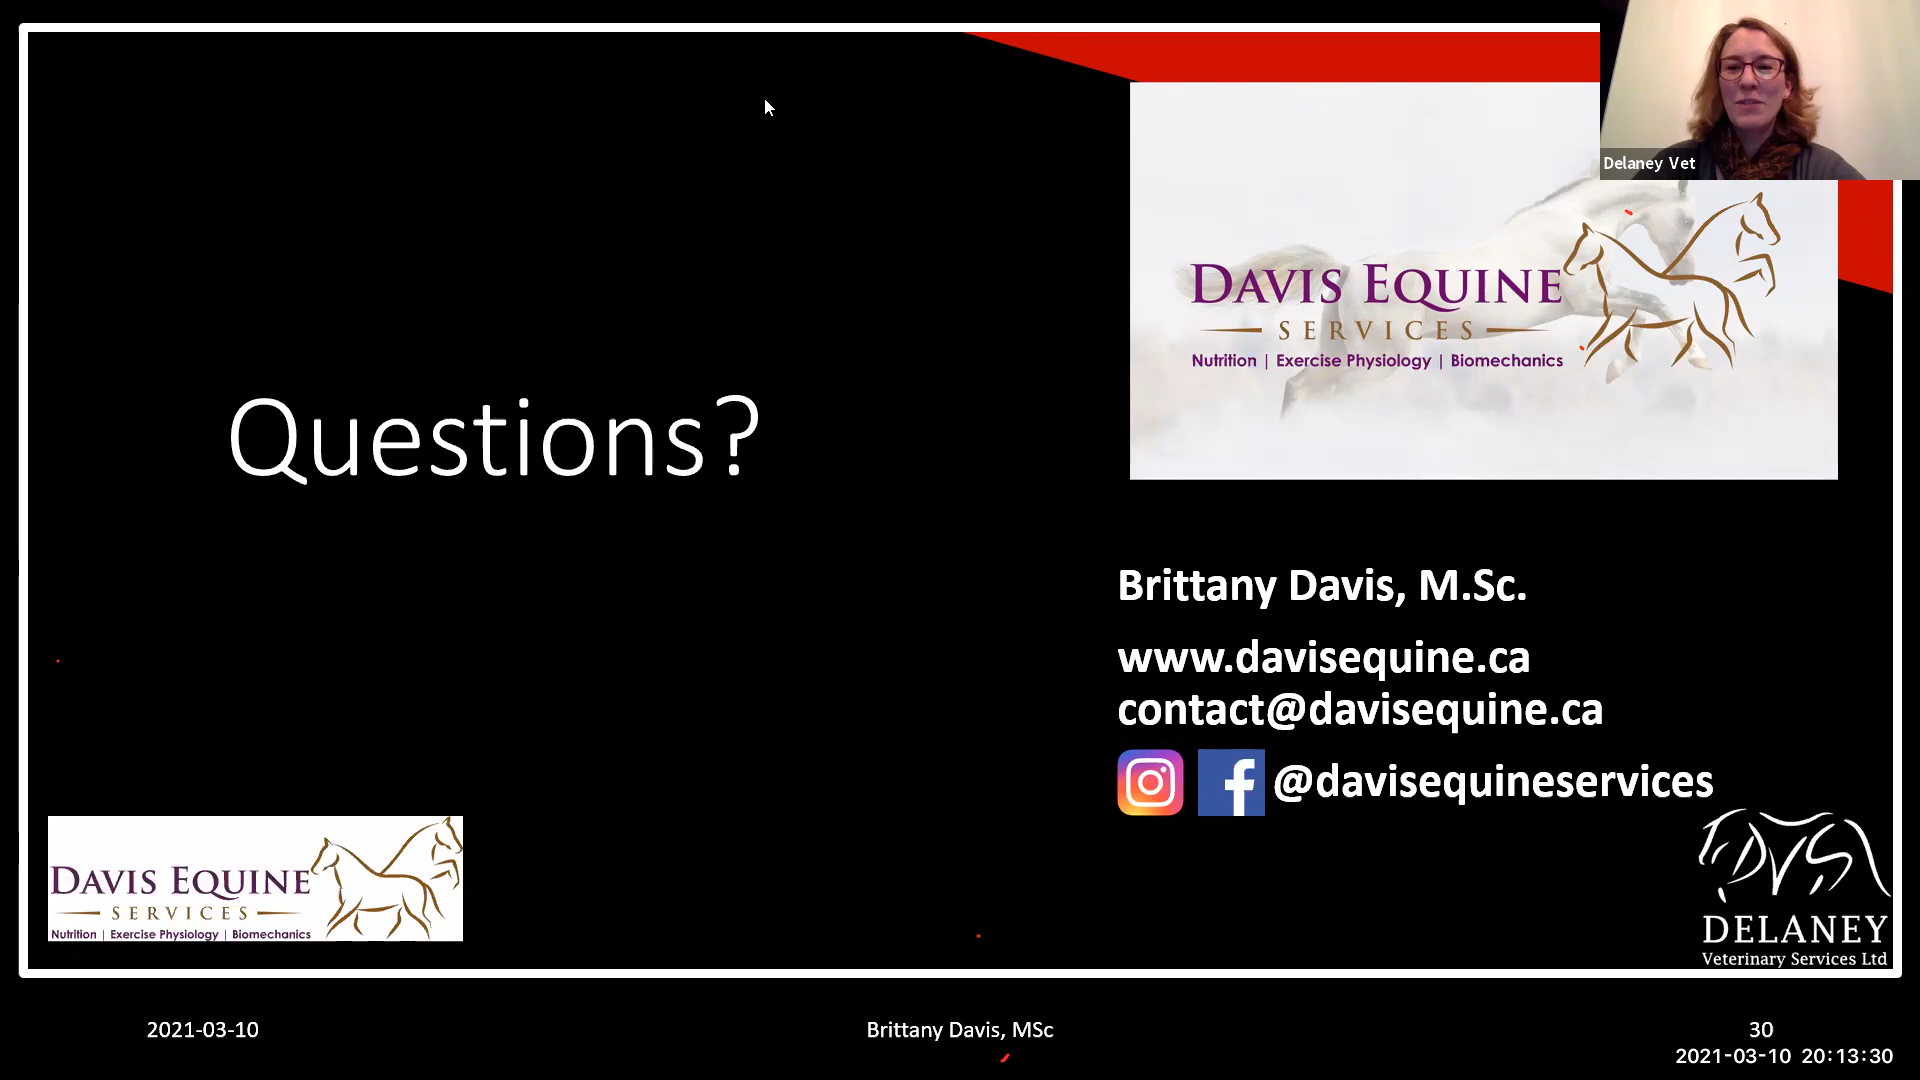 Delaney Vet
DAVIS EQUINE
SERVICES
Nutrition | Exercise Physiology | Biomechanics
Questions?
Brittany Davis, M.Sc.
www.davisequine.ca
contact@davisequine.ca
@davisequineservices
DAVIS EQUINE
SERVICES
Nutrition | Exercise Physiology | Biomechanics
DVS
DELANEY
Veterinary Services Ltd
2021-03-10
Brittany Davis, MSc
30
2021-03-10 20:13:30